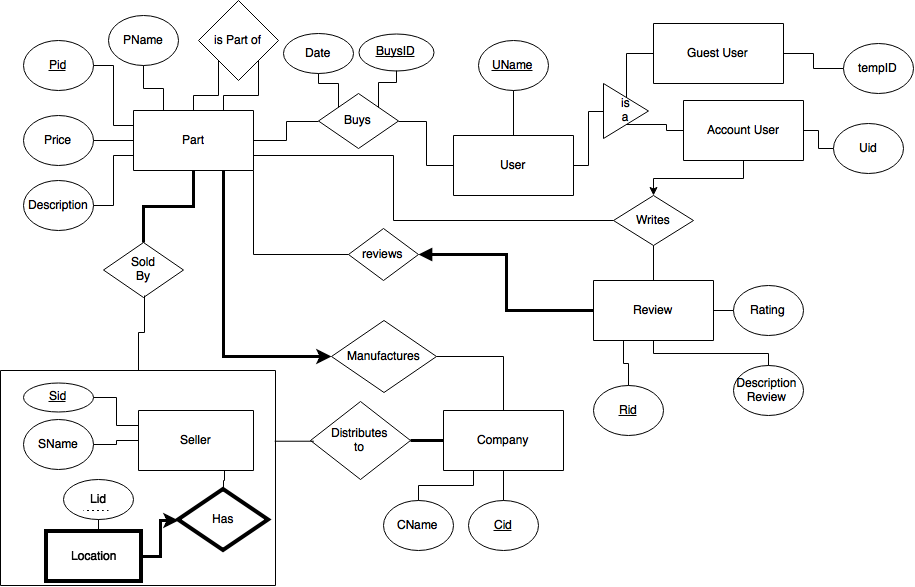 PName
is Part of
Date
BuysID
Guest User
Pid
UName
tempID
is
a
Buys
Account User
Price
Part
User
Uid
Description
Writes
reviews
Sold
By
Review
Rating
Manufactures
Description
Review
Sid
Rid
Distributes
to
SName
Seller
Company
Lid
Has
CName
Cid
Location